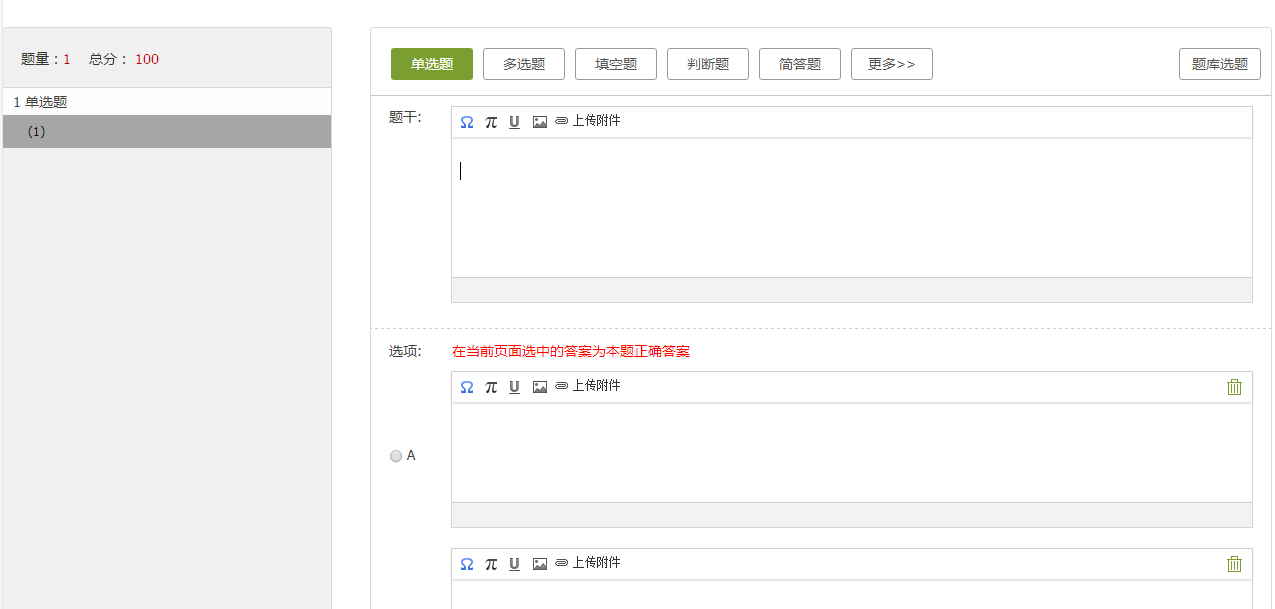 题量：1 总分： 100
1 单选题
(1)
单选题 多选题 填空题 判断题 简答题 更多>> 题库选题
题干:
Ω π U 上传附件
选项: 在当前页面选中的答案为本题正确答案
Ω π U 上传附件
A
Ω π U 上传附件